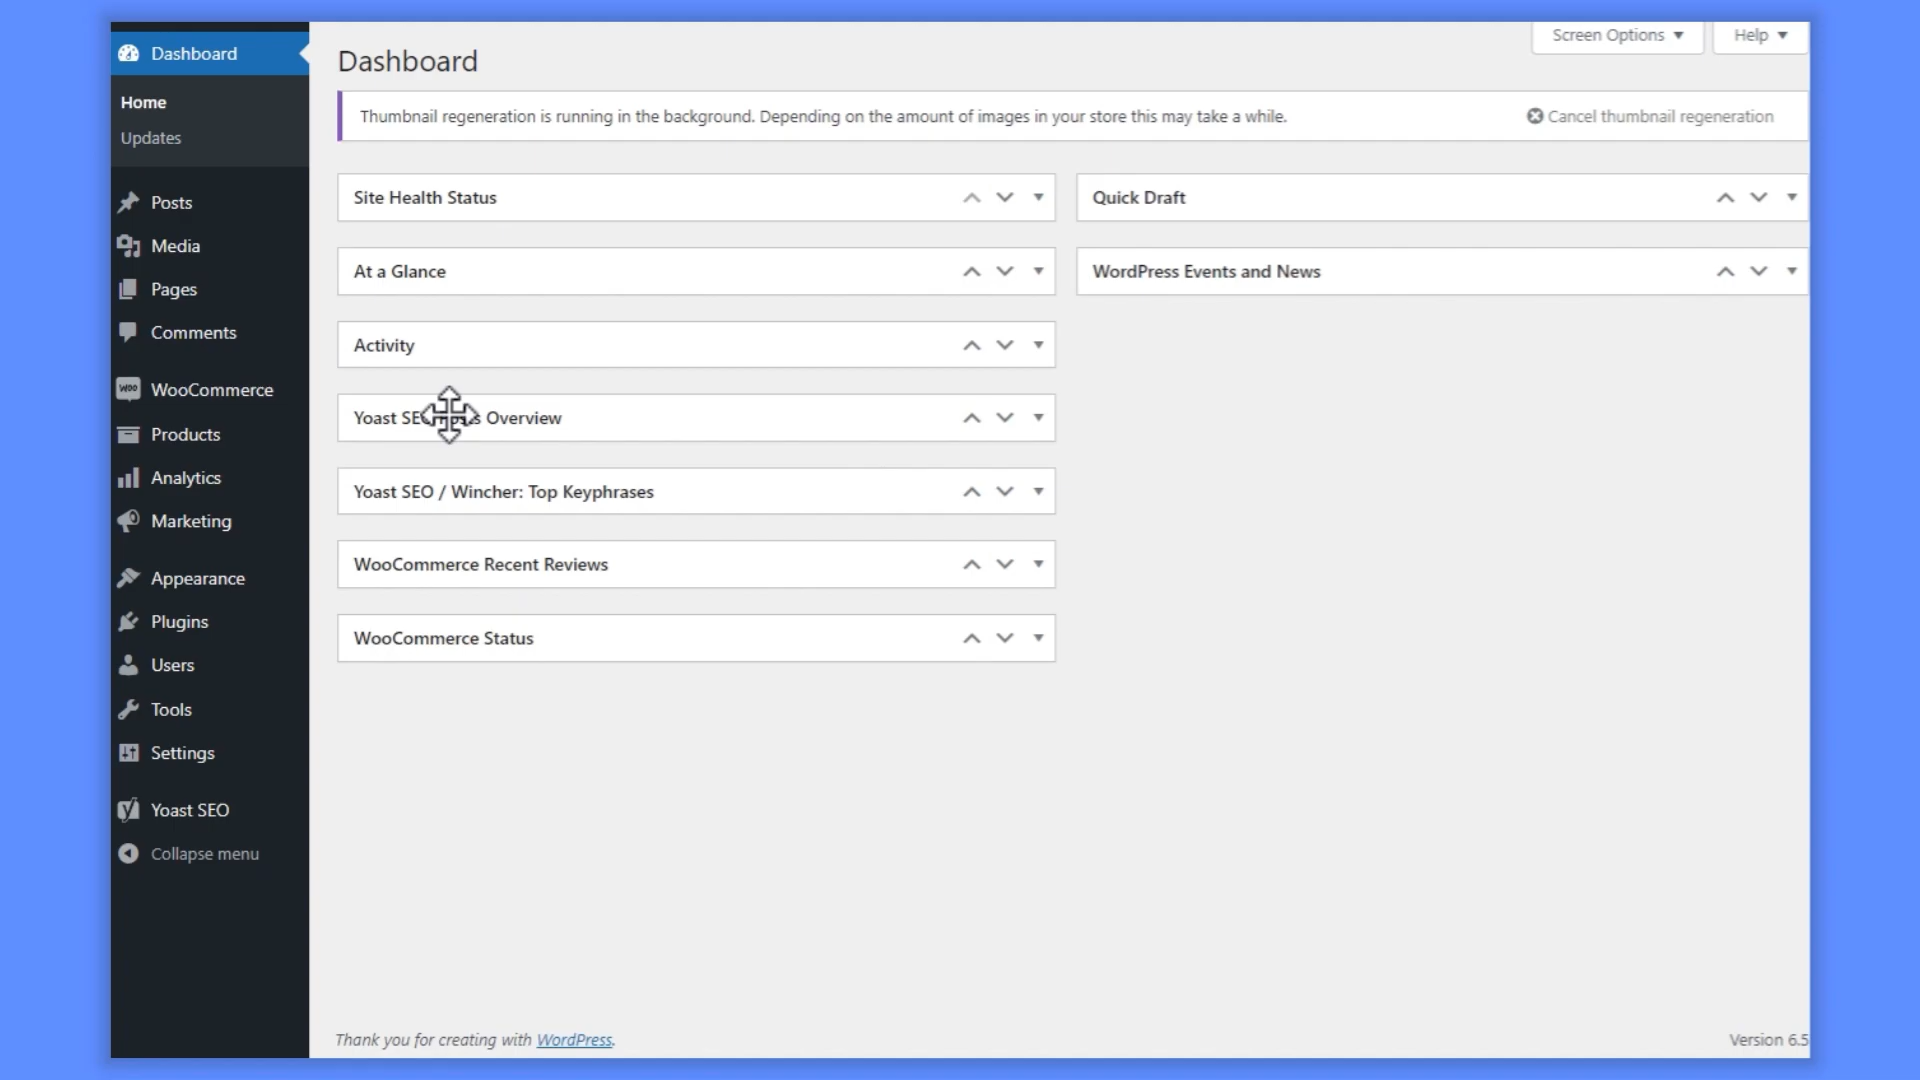 Dashboard
Home
Updates
Posts
Media
Pages
Comments
WOO WooCommerce
Products
Analytics
Marketing
Appearance
Plugins
Users
Tools
Settings
Yoast SEO
Collapse menu
Screen Options
Help
Dashboard
Thumbnail regeneration is running in the background. Depending on the amount of images in your store this may take a while.
Cancel thumbnail regeneration
Site Health Status
At a Glance
Activity
Yoast SEO Overview
Yoast SEO / Wincher: Top Keyphrases
WooCommerce Recent Reviews
WooCommerce Status
Quick Draft
WordPress Events and News
Thank you for creating with WordPress.
Version 6.5